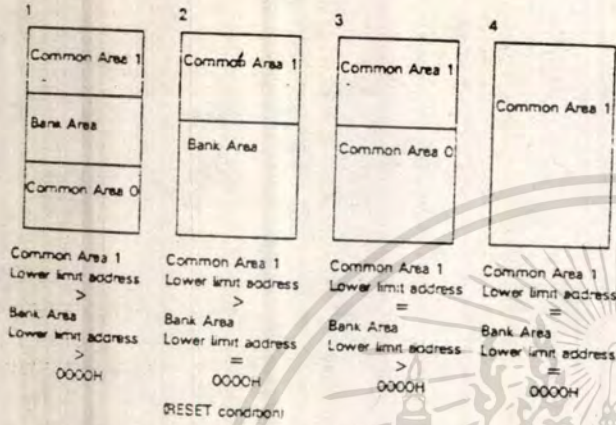 1
Common Area 1
Bank Area
Common Area 0
Common Area 1
Lower limit address
>
Bank Area
Lower limit address
>
0000H
2
Common Area 1
Bank Area
Common Area 1
Lower limit address
>
Bank Area
Lower limit address
=
0000H
(RESET condition)
3
Common Area 1
Common Area 0
Common Area 1
Lower limit address
=
Bank Area
Lower limit address
>
0000H
4
Common Area 1
Common Area 1
Lower limit address
=
Bank Area
Lower limit address
=
0000H